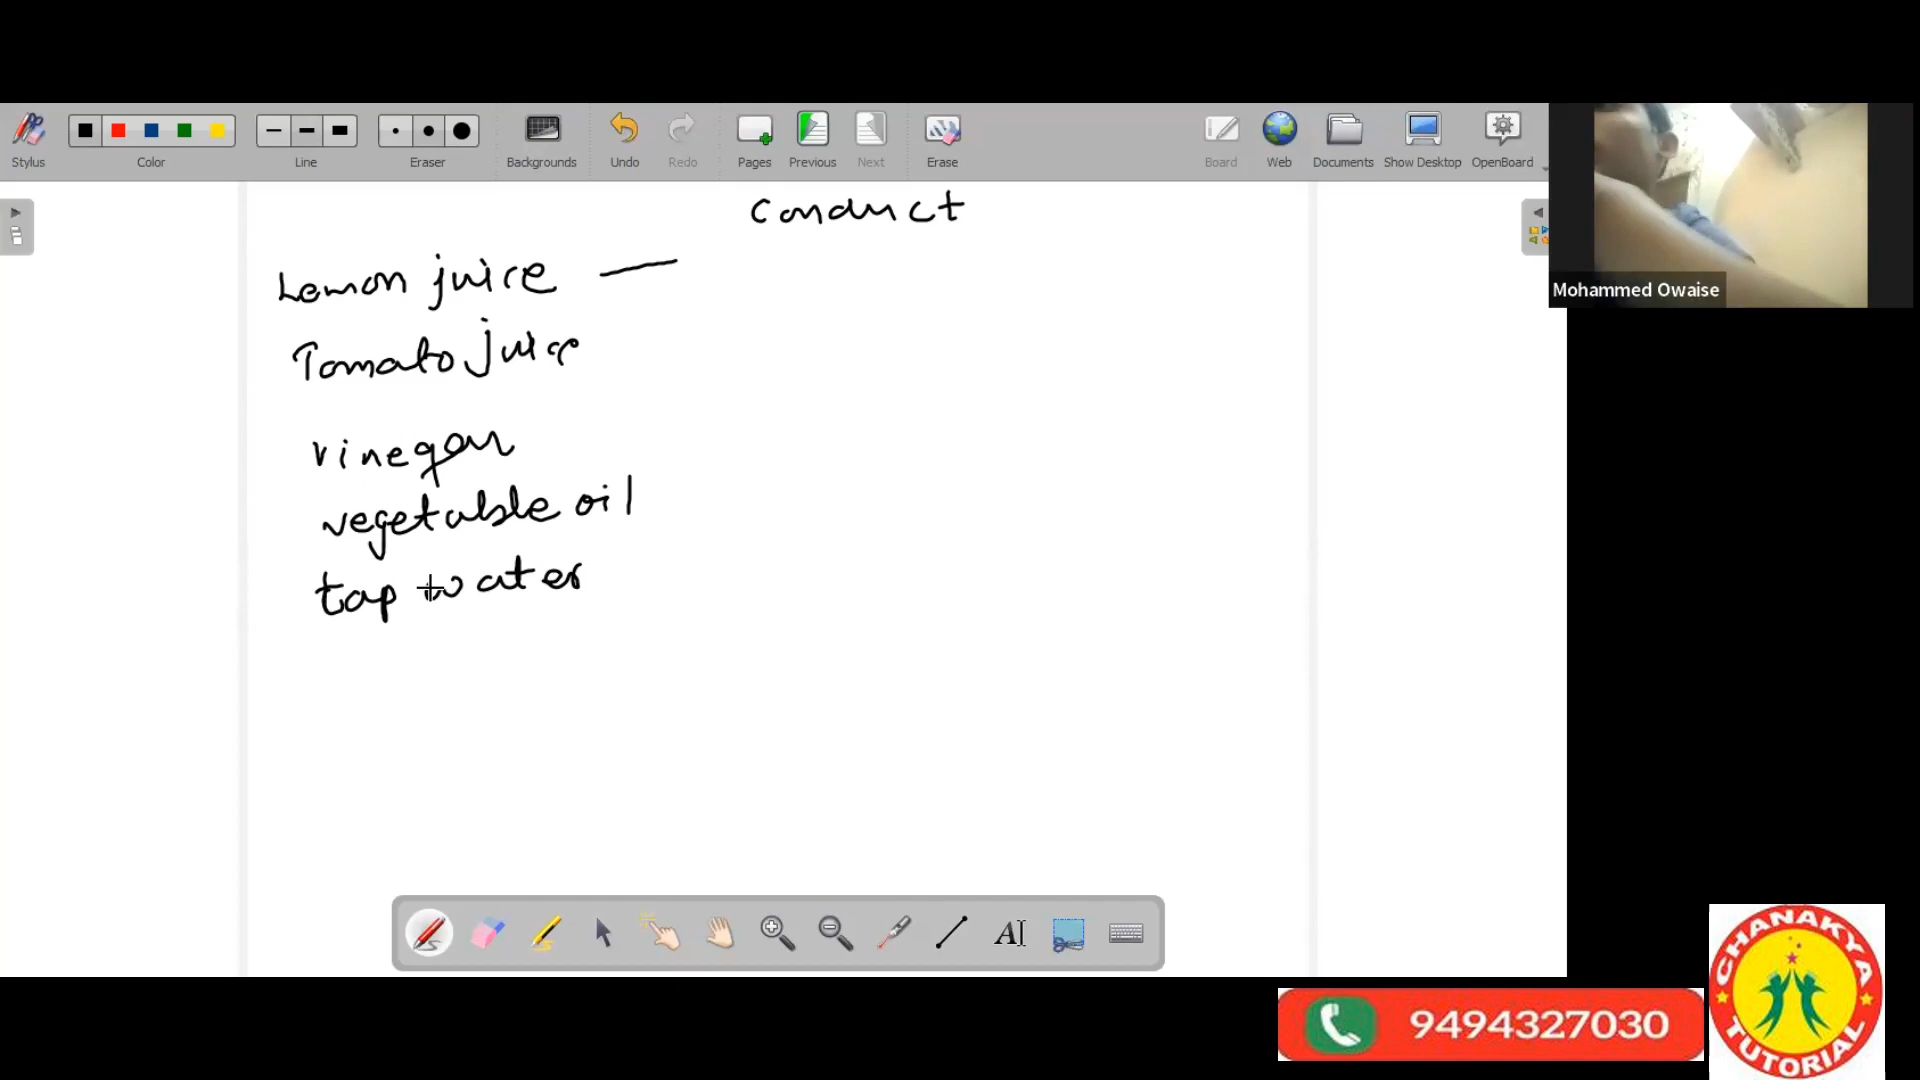 Stylus Color Line Eraser Backgrounds Undo Redo Pages Previous Next Erase Board Web Documents Show Desktop OpenBoard
conduct
Lemon juice —
Tomato juice
vinegar
vegetable oil
tap water
Mohammed Owaise
9494327030
CHANAKYA
TUTORIAL